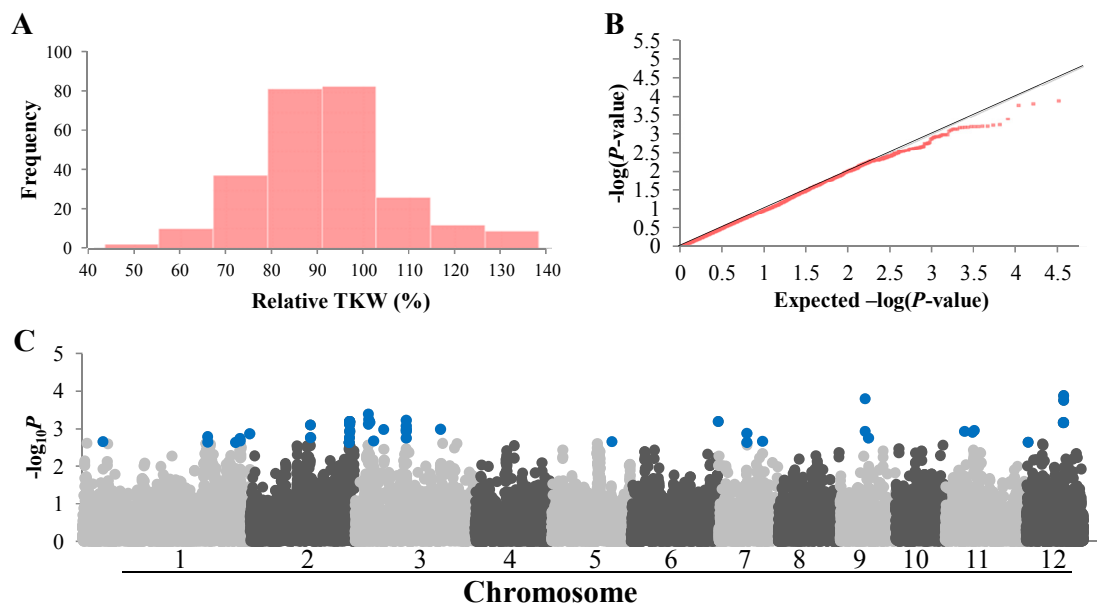 A
100
80
60
40
20
0
Frequency
40 50 60 70 80 90 100 110 120 130 140
Relative TKW (%)
B
5.5
5
4.5
4
3.5
3
2.5
2
1.5
1
0.5
0
-log(P-value)
0 0.5 1 1.5 2 2.5 3 3.5 4 4.5
Expected –log(P-value)
C
5
4
3
2
1
0
-log10P
1 2 3 4 5 6 7 8 9 10 11 12
Chromosome